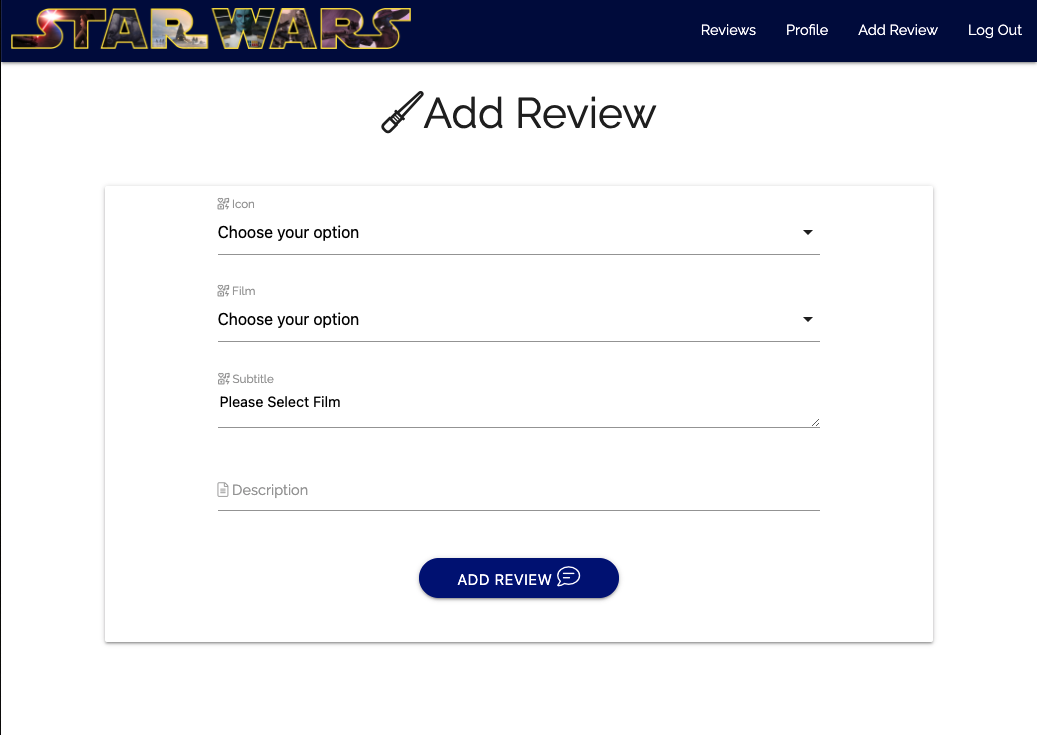 STAR WARS
Reviews Profile Add Review Log Out
Add Review
Icon
Choose your option
Film
Choose your option
Subtitle
Please Select Film
Description
ADD REVIEW